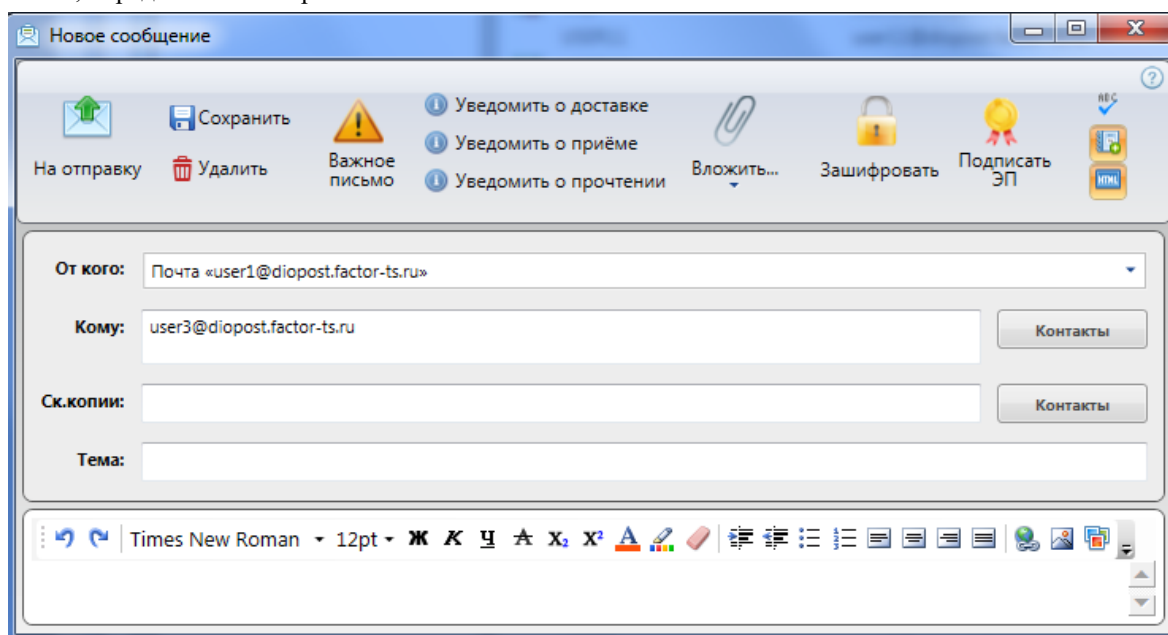 Новое сообщение
На отправку
Сохранить
Удалить
Важное
письмо
Уведомить о доставке
Уведомить о приёме
Уведомить о прочтении
Вложить...
Зашифровать
Подписать
ЭП
ABC
HTML
От кого: Почта «user1@diopost.factor-ts.ru»
Кому: user3@diopost.factor-ts.ru Контакты
Ск.копии: Контакты
Тема:
Times New Roman 12pt Ж К Ч А X₂ X² А